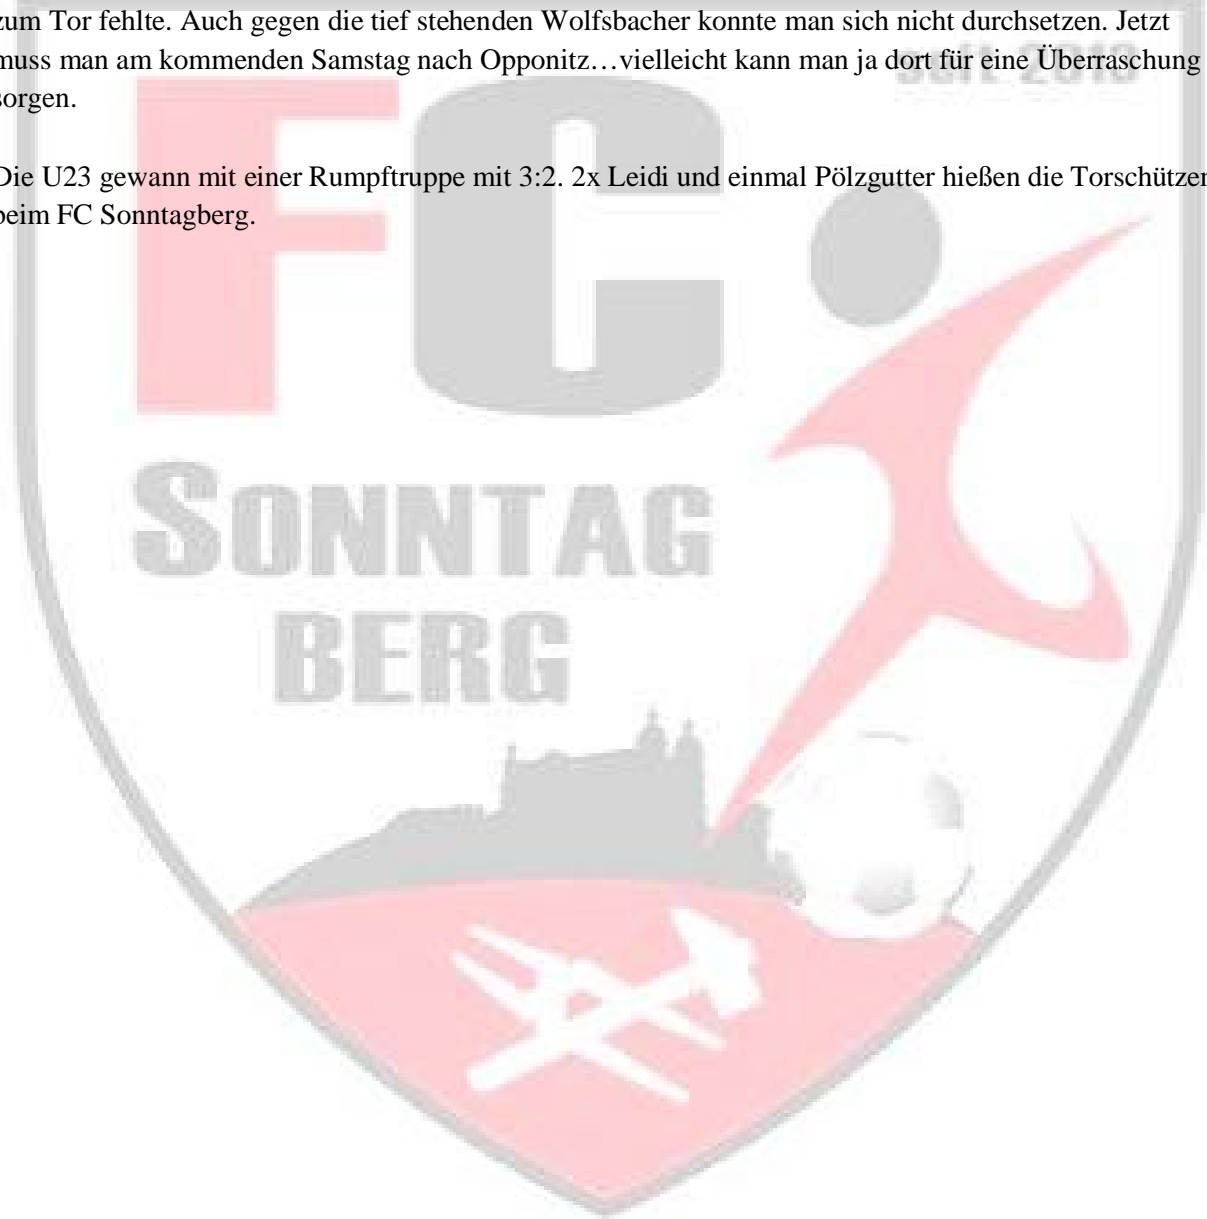 zum Tor fehlte. Auch gegen die tief stehenden Wolfsbacher konnte man sich nicht durchsetzen. Jetzt
muss man am kommenden Samstag nach Opponitz…vielleicht kann man ja dort für eine Überraschung
sorgen.
Die U23 gewann mit einer Rumpftruppe mit 3:2. 2x Leidi und einmal Pölzgutter hießen die Torschützen
beim FC Sonntagberg.
seit 2010
FC
SONNTAG
BERG